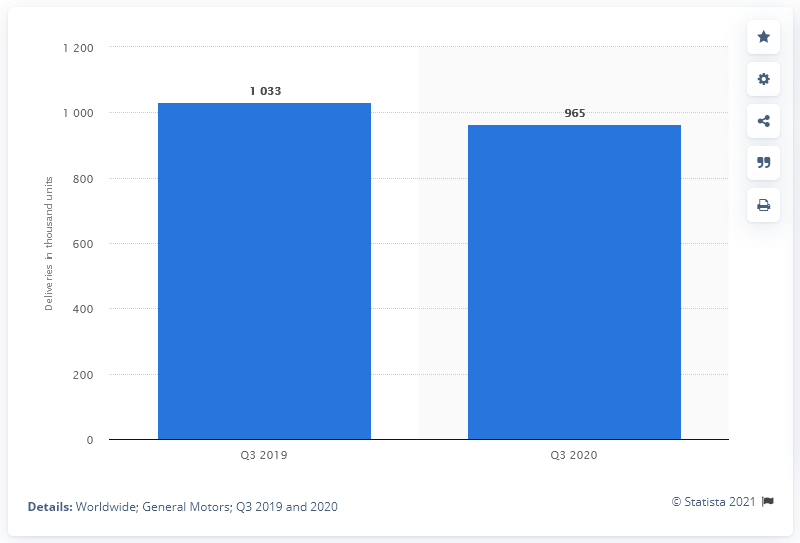 1 200
1 000
800
600
400
200
0
Deliveries in thousand units
1 033
965
Q3 2019
Q3 2020
Details: Worldwide; General Motors; Q3 2019 and 2020
© Statista 2021